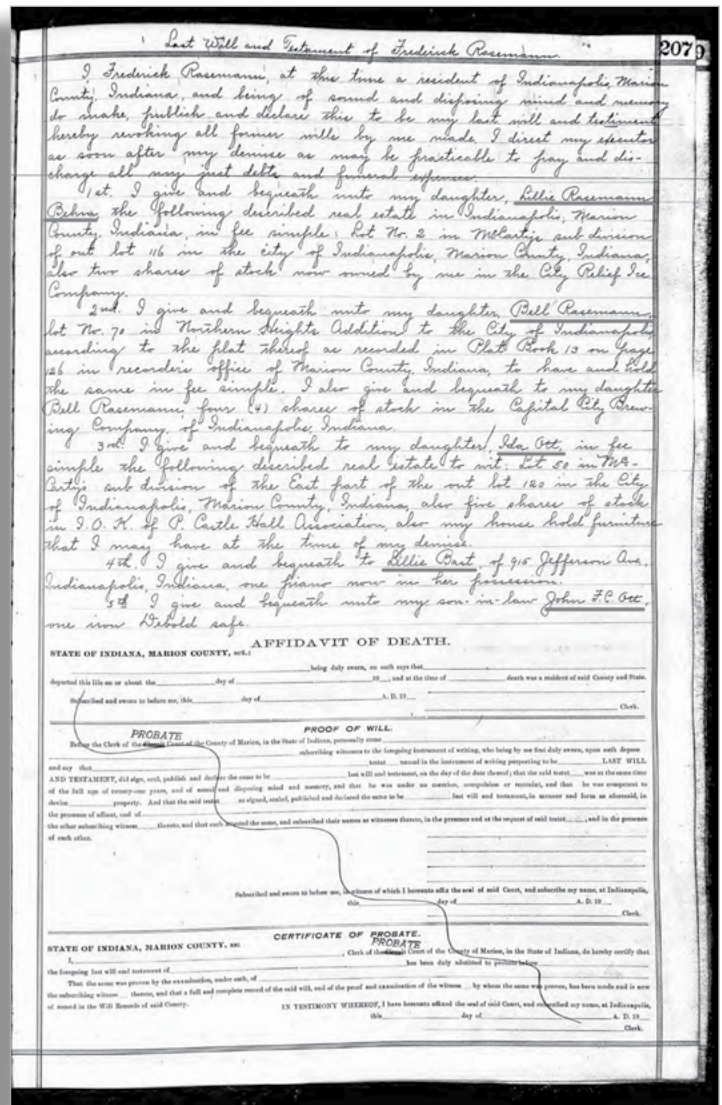 Last Will and Testament of Frederick Rasemann.
207
I, Frederick Rasemann, at this time a resident of Indianapolis, Marion
County, Indiana, and being of sound and disposing mind and memory
do make, publish and declare this to be my last will and testiment
hereby revoking all former wills by me made. I direct my executor
as soon after my demise as may be practicable to pay and dis-
charge all my just debts and funeral expenses.
1st. I give and bequeath unto my daughter, Lillie Rasemann
the following described real estate in Indianapolis, Marion
County, Indiana, in fee simple: Lot No. 2 in McCartys sub division
of out lot 116 in the city of Indianapolis, Marion County, Indiana,
also two shares of stock now owned by me in the City Relief Ice
Company.
2nd. I give and bequeath unto my daughter, Bell Rasemann,
lot No. 70 in Northern Heights Addition to the City of Indianapolis
according to the plat thereof as recorded in Plat Book 13 on page
126 in recorder's office of Marion County, Indiana, to have and hold
the same in fee simple. I also give and bequeath to my daughter
Bell Rasemann, four (4) shares of stock in the Capital City Brew-
ing Company, of Indianapolis, Indiana.
3rd. I give and bequeath to my daughter, Ida Ott, in fee
simple the following described real estate to wit: Lot 50 in Mc-
Carty's sub division of the East part of the out lot 120 in the City
of Indianapolis, Marion County, Indiana, also five shares of stock
in K. of P. Castle Hall Association, also my house hold furniture
that I may have at the time of my demise.
4th. I give and bequeath to Lillie Bast, of 915 Jefferson Ave,
Indianapolis, Indiana, one piano now in her possession.
5th I give and bequeath unto my son-in-law John F.C. Ott,
one iron Debold safe.
AFFIDAVIT OF DEATH.
STATE OF INDIANA, MARION COUNTY, sct.:
being duly sworn, on oath says that
departed this life on or about the day of 19 , and at the time of death was a resident of said County and State.
Subscribed and sworn to before me, this day of A. D. 19
Clerk.
PROOF OF WILL.
PROBATE
Before the Clerk of the Circuit Court of the County of Marion, in the State of Indiana, personally came
subscribing witnesses to the foregoing instrument of writing, who being by me first duly sworn, upon oath depose
and say that testat named in the instrument of writing purporting to be LAST WILL
AND TESTAMENT, did sign, seal, publish and declare the same to be last will and testament, on the day of the date thereof; that the said testat was at the same time
of the full age of twenty-one years, and of sound and disposing mind and memory, and that he was under no coercion, compulsion or restraint, and that he was competent to
devise property. And that the said testat so signed, sealed, published and declared the same to be last will and testament, in manner and form as aforesaid, in
the presence of affiant, and of
the other subscribing witness thereto, and that each attested the same, and subscribed their names as witnesses thereto, in the presence and at the request of said testat , and in the presence
of each other.
Subscribed and sworn to before me, in witness of which I hereunto affix the seal of said Court, and subscribe my name, at Indianapolis,
this day of A. D. 19
Clerk.
CERTIFICATE OF PROBATE.
PROBATE
STATE OF INDIANA, MARION COUNTY, ss:
I, , Clerk of the Circuit Court of the County of Marion, in the State of Indiana, do hereby certify that
the foregoing last will and testament of has been duly admitted to probate before
That the same was proven by the examination, under oath, of
the subscribing witness thereto, and that a full and complete record of the said will, and of the proof and examination of the witness by whom the same was proven, has been made and is now
of record in the Will Records of said County. IN TESTIMONY WHEREOF, I have hereunto affixed the seal of said Court, and subscribed my name, at Indianapolis,
this day of A. D. 19
Clerk.